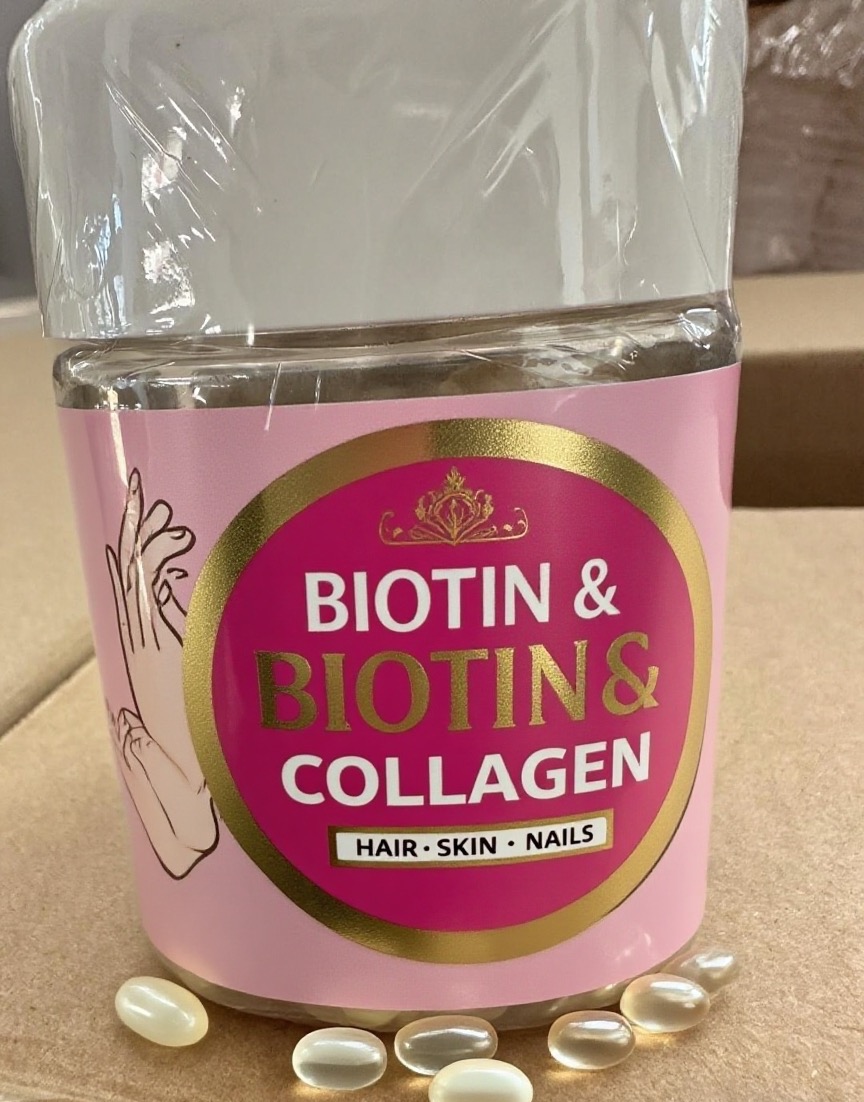 BIOTIN &
BIOTIN &
COLLAGEN
HAIR · SKIN · NAILS